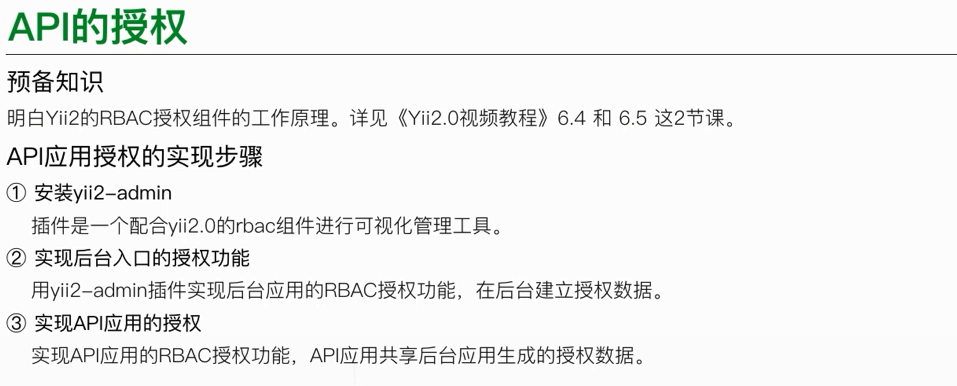 API的授权
预备知识
明白Yii2的RBAC授权组件的工作原理。详见《Yii2.0视频教程》6.4 和 6.5 这2节课。
API应用授权的实现步骤
① 安装yii2-admin
插件是一个配合yii2.0的rbac组件进行可视化管理工具。
② 实现后台入口的授权功能
用yii2-admin插件实现后台应用的RBAC授权功能，在后台建立授权数据。
③ 实现API应用的授权
实现API应用的RBAC授权功能，API应用共享后台应用生成的授权数据。